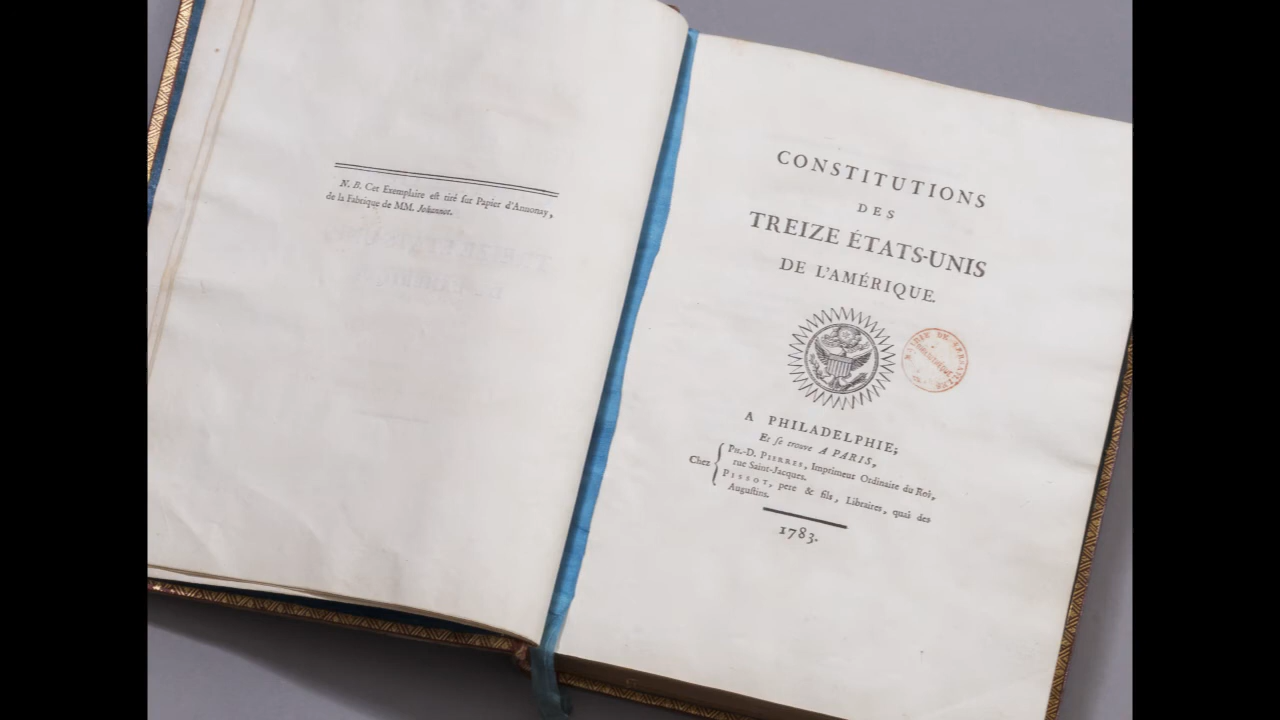 N. B. Cet Exemplaire eſt tiré ſur Papier d'Annonay,
de la Fabrique de MM. Johannot.
CONSTITUTIONS
DES
TREIZE ÉTATS-UNIS
DE L'AMÉRIQUE.
A PHILADELPHIE;
Et ſe trouve A PARIS,
Chez
PH.-D. PIERRES, Imprimeur Ordinaire du Roi,
rue Saint-Jacques.
PISSOT, pere & fils, Libraires, quai des
Auguſtins.
1783.